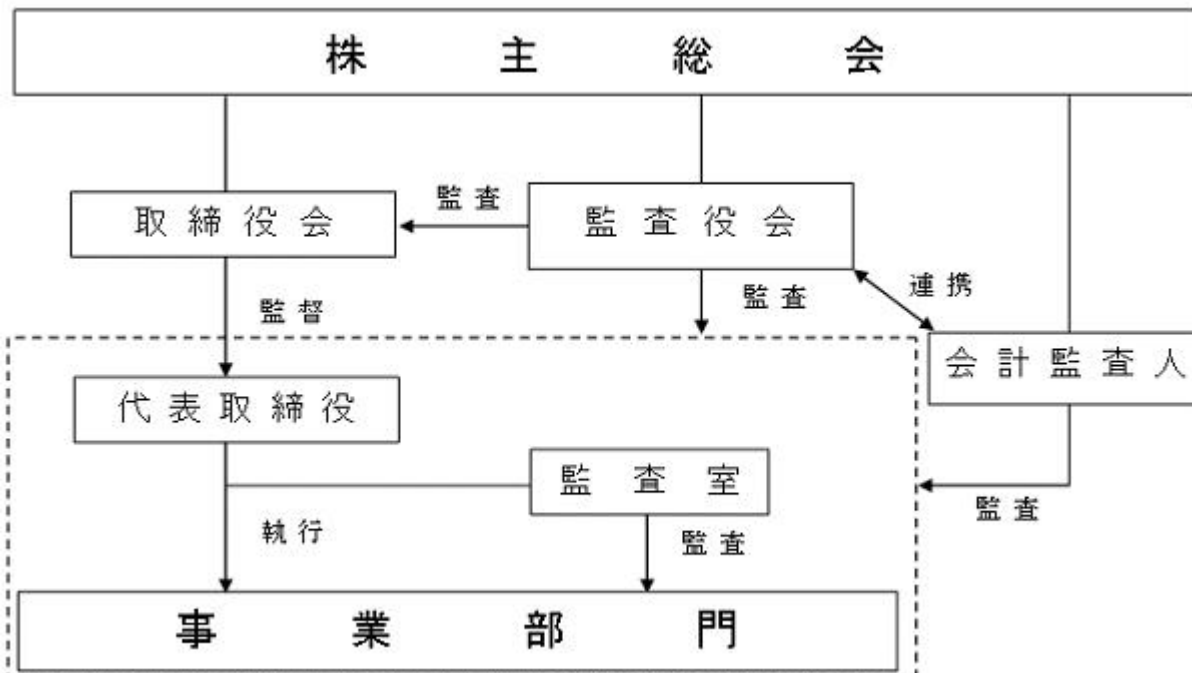 株主総会
監査
取締役会
監査役会
連携
監査
監督
会計監査人
代表取締役
監査室
監査
執行
監査
事業部門